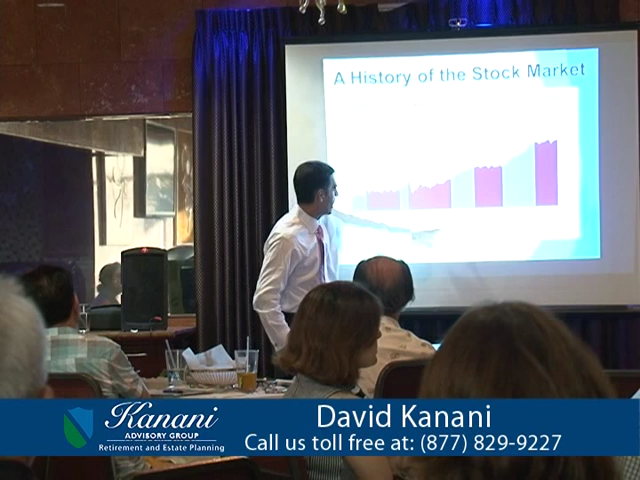 A History of the Stock Market
Kanani
ADVISORY GROUP
Retirement and Estate Planning
David Kanani
Call us toll free at: (877) 829-9227